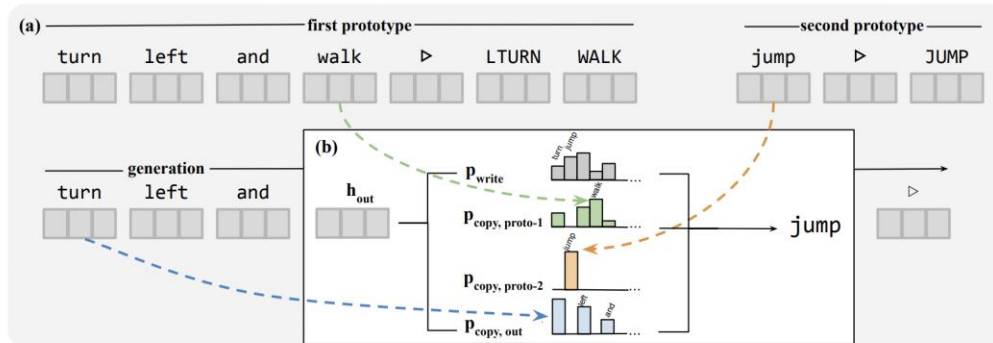 (a) first prototype second prototype
turn left and walk ▷ LTURN WALK jump ▷ JUMP
generation
turn left and ▷
(b)
h_out
p_write
turn jump ...
p_copy, proto-1
walk ...
p_copy, proto-2
jump ...
p_copy, out
left and ...
jump